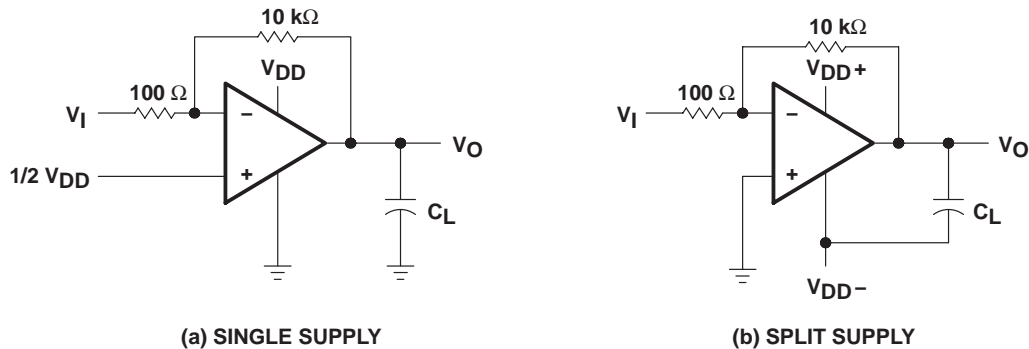 10 kΩ
VDD
100 Ω
VI
−
VO
1/2 VDD
+
CL
(a) SINGLE SUPPLY
10 kΩ
VDD+
100 Ω
VI
−
VO
+
CL
VDD−
(b) SPLIT SUPPLY